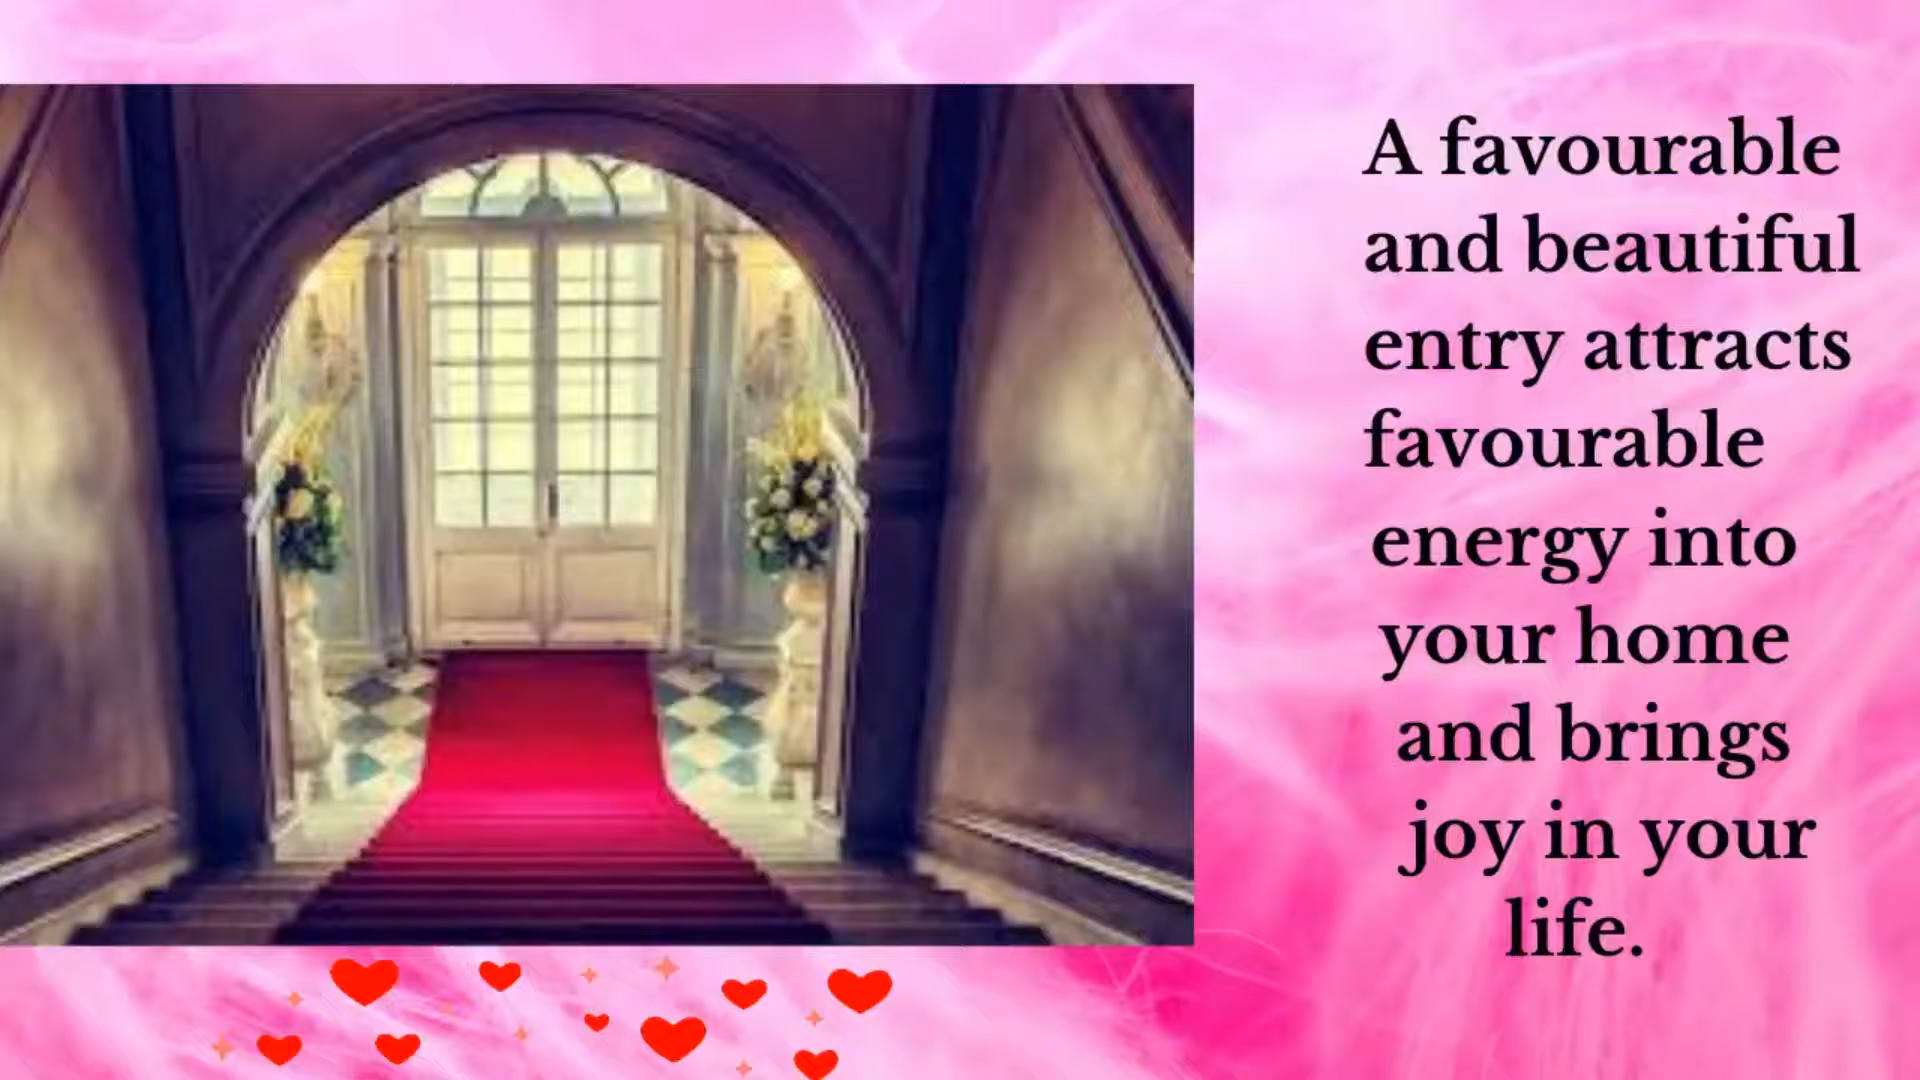 A favourable
and beautiful
entry attracts
favourable
energy into
your home
and brings
joy in your
life.